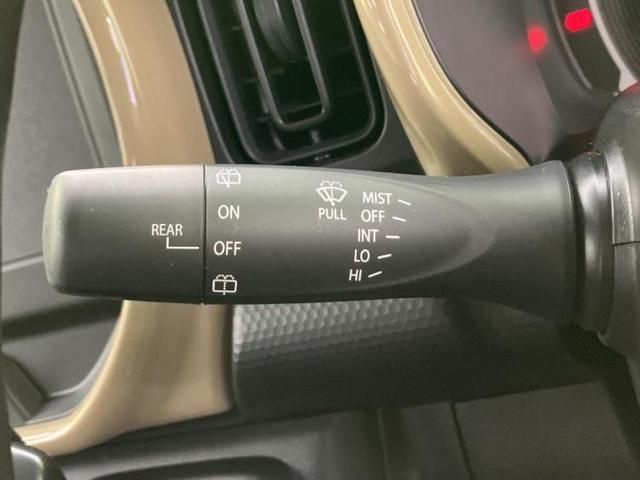 REAR
ON
OFF
PULL
MIST
OFF
INT
LO
HI